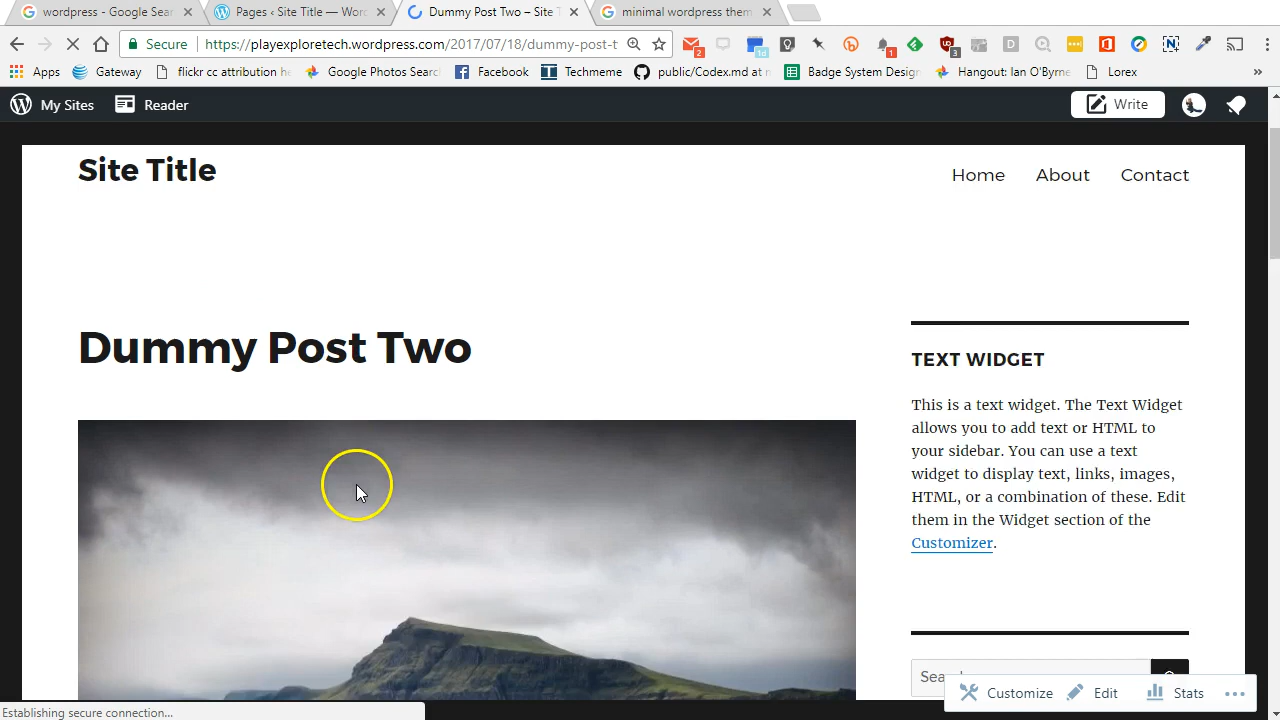 wordpress - Google Sear
Pages ‹ Site Title — Word
Dummy Post Two – Site T
minimal wordpress them
Secure
https://playexploretech.wordpress.com/2017/07/18/dummy-post-t
2
1d
1
3
Apps
Gateway
flickr cc attribution h
Google Photos Searc
Facebook
Techmeme
public/Codes.md at m
Badge System Design
Hangout: Ian O'Byrne
Lorex
»
My Sites
Reader
Write
Site Title
Home
About
Contact
Dummy Post Two
TEXT WIDGET
This is a text widget. The Text Widget
allows you to add text or HTML to
your sidebar. You can use a text
widget to display text, links, images,
HTML, or a combination of these. Edit
them in the Widget section of the
Customizer.
Customize
Edit
Stats
Establishing secure connection...